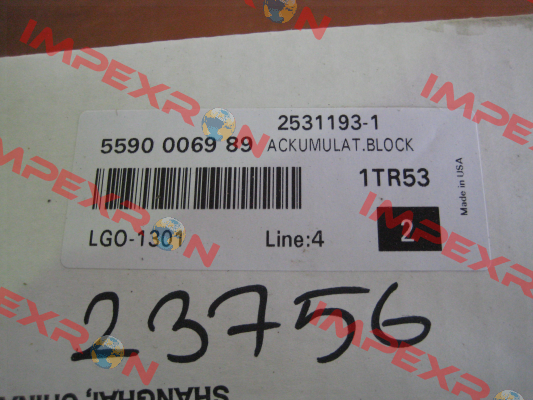 2531193-1
5590 0069 89 ACKUMULAT.BLOCK
1TR53
Made in USA
LGO-1301 Line:4 2
23756
SHANGHAI, CHINA
IMPEXRON
IMPEXRON
IMPEXRON
IMPEXRON
IMPEXRON
IMPEXRON